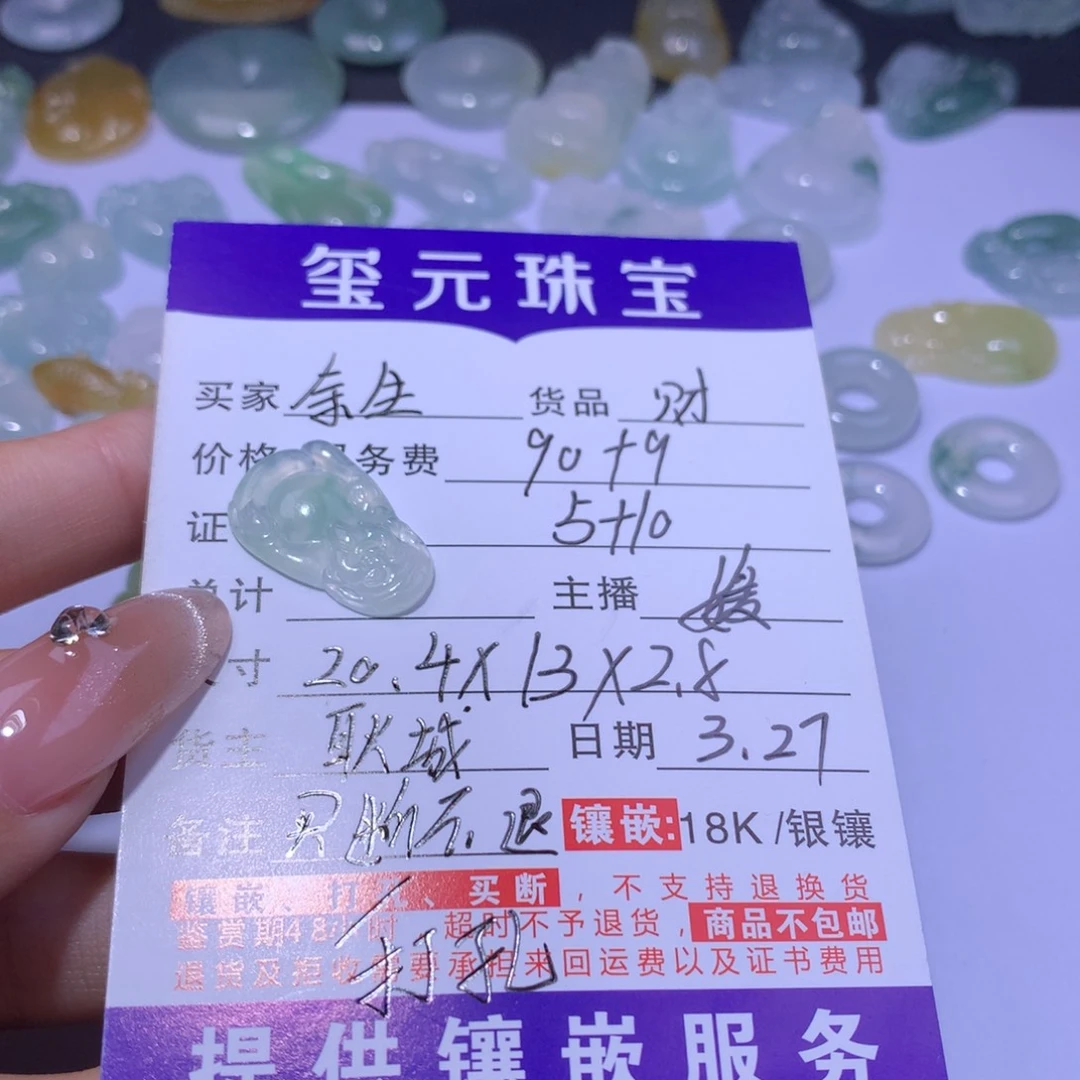 玺元珠宝
买家 余生 货品 财
价格 服务费 90+9
证 5+10
总计 主播 媛
寸 20.4X13X2.8
货主 耿城 日期 3.27
备注 买断不退 镶嵌:18K/银镶
镶嵌、打孔、买断,不支持退换货
鉴赏期48小时,超时不予退货,商品不包邮
退货及拒收需要承担来回运费以及证书费用
打孔
提供镶嵌服务